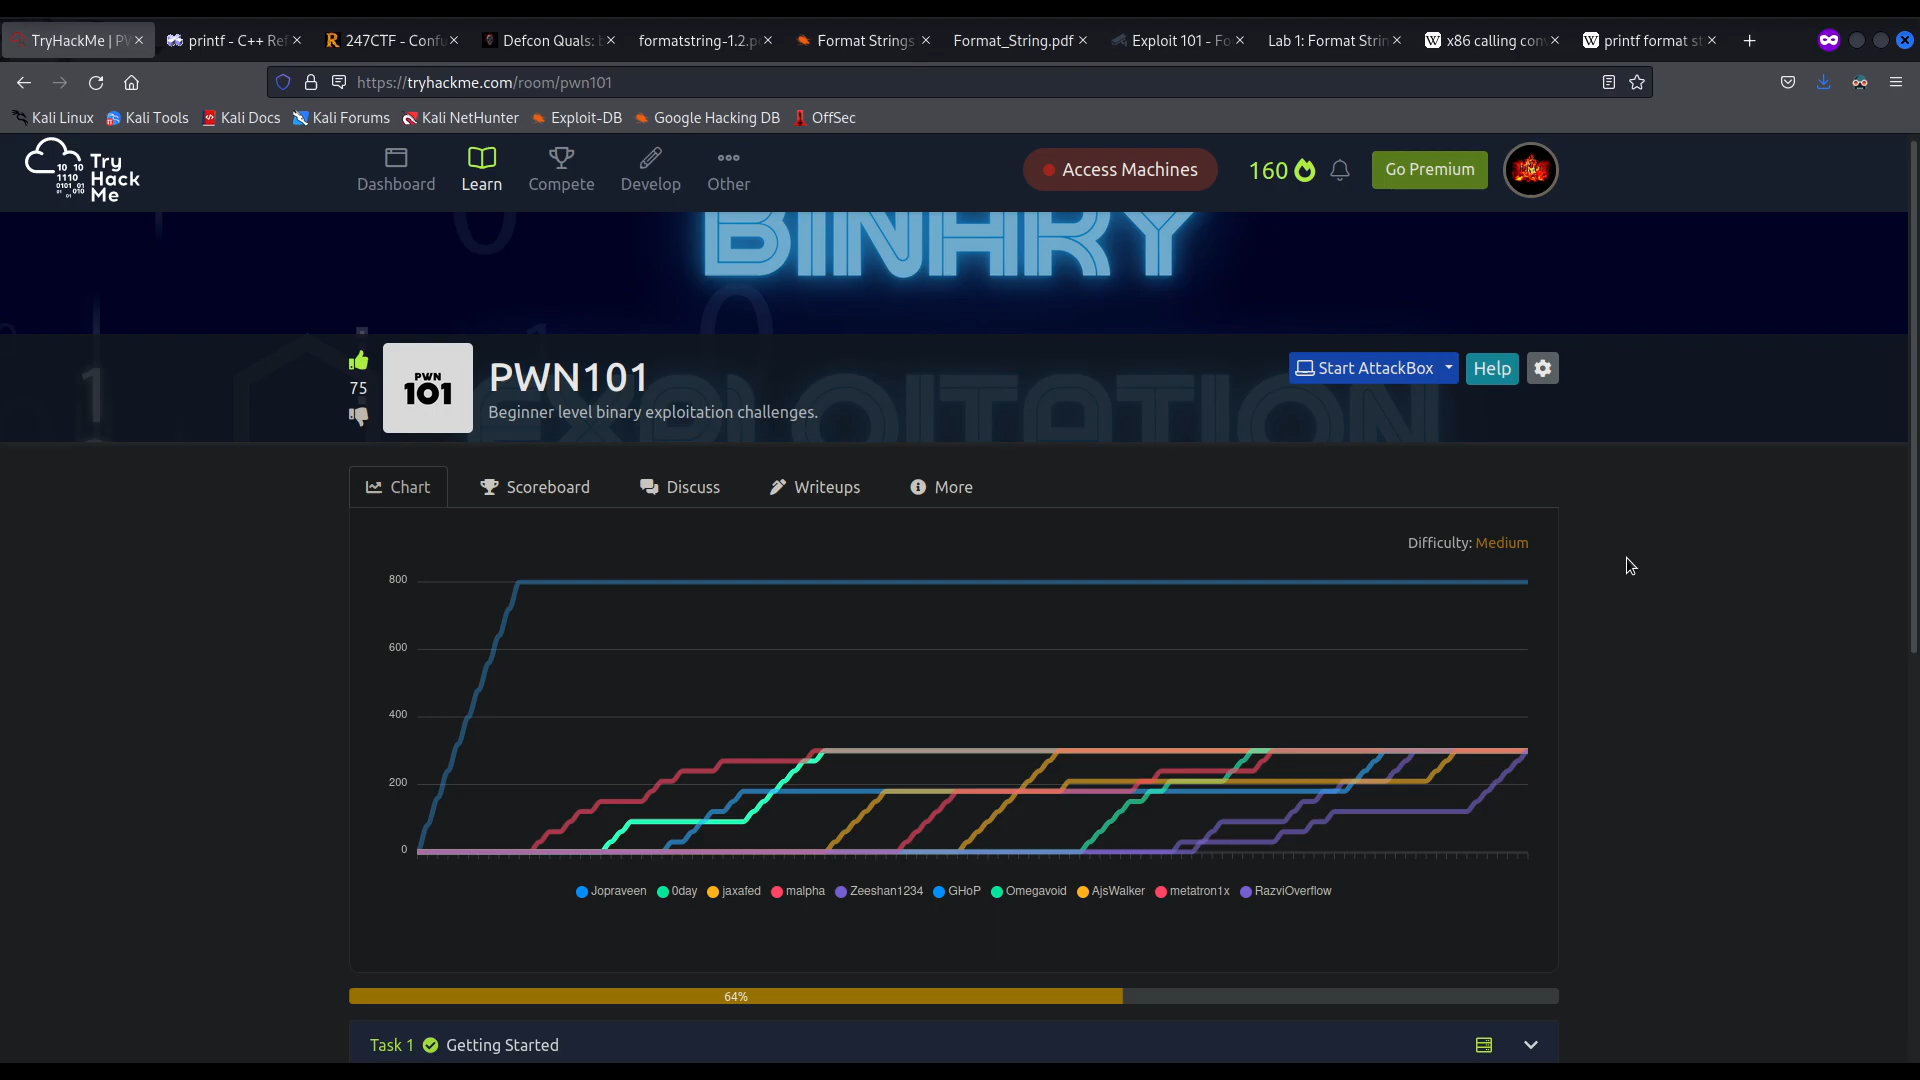 TryHackMe | PW
printf - C++ Ref
247CTF - Confu
Defcon Quals: b
formatstring-1.2.p
Format Strings
Format_String.pdf
Exploit 101 - Fo
Lab 1: Format Strin
x86 calling con
printf format st
https://tryhackme.com/room/pwn101
Kali Linux
Kali Tools
Kali Docs
Kali Forums
Kali NetHunter
Exploit-DB
Google Hacking DB
OffSec
Try
Hack
Me
Dashboard
Learn
Compete
Develop
Other
Access Machines
160
Go Premium
BINARY
EXPLOITATION
75
PWN
101
PWN101
Beginner level binary exploitation challenges.
Start AttackBox
Help
Chart
Scoreboard
Discuss
Writeups
More
Difficulty: Medium
800
600
400
200
0
Jopraveen
0day
jaxafed
malpha
Zeeshan1234
GHoP
Omegavoid
AjsWalker
metatron1x
RazviOverflow
64%
Task 1 Getting Started